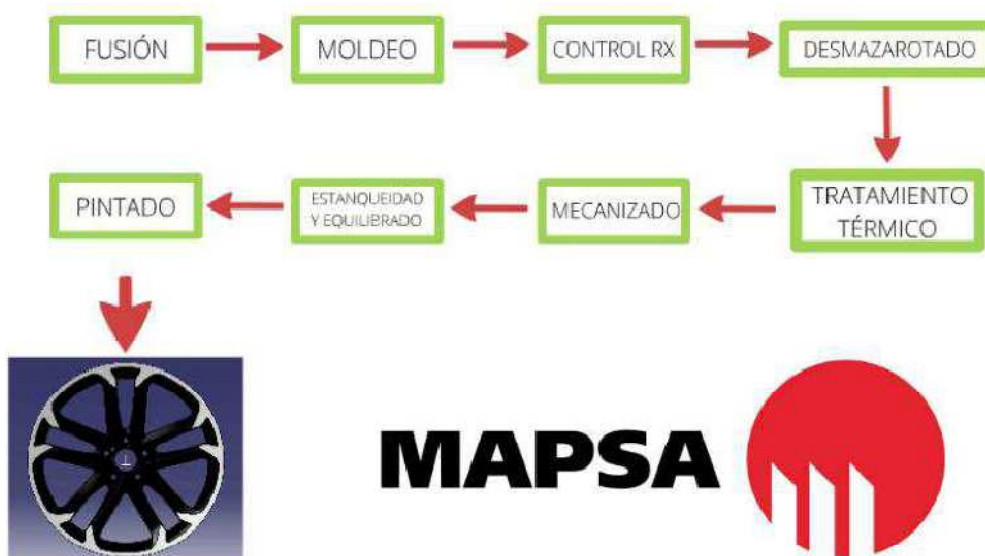 FUSIÓN
MOLDEO
CONTROL RX
DESMAZAROTADO
TRATAMIENTO
TÉRMICO
MECANIZADO
ESTANQUEIDAD
Y EQUILIBRADO
PINTADO
MAPSA